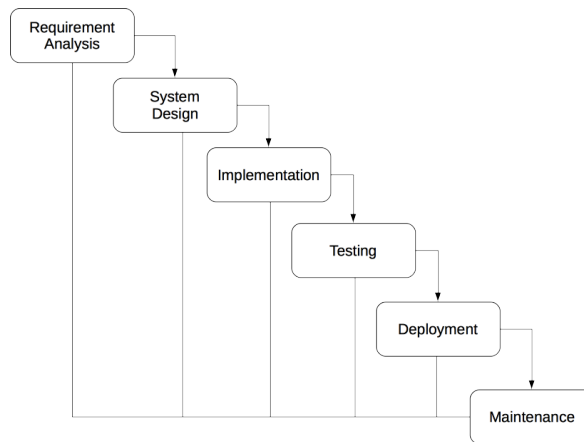 Requirement
Analysis
System
Design
Implementation
Testing
Deployment
Maintenance